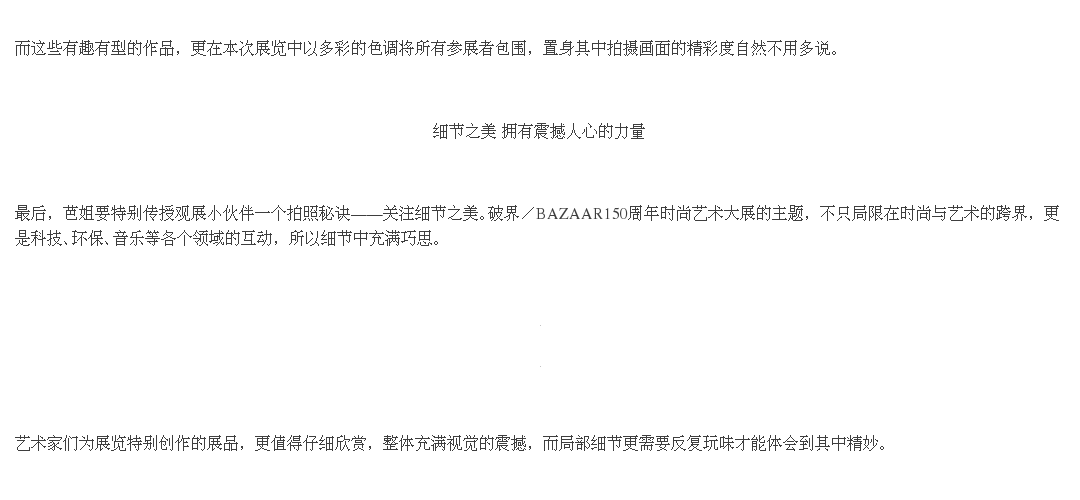 而这些有趣有型的作品，更在本次展览中以多彩的色调将所有参展者包围，置身其中拍摄画面的精彩度自然不用多说。
细节之美 拥有震撼人心的力量
最后，芭姐要特别传授观展小伙伴一个拍照秘诀——关注细节之美。破界／BAZAAR150周年时尚艺术大展的主题，不只局限在时尚与艺术的跨界，更
是科技、环保、音乐等各个领域的互动，所以细节中充满巧思。
艺术家们为展览特别创作的展品，更值得仔细欣赏，整体充满视觉的震撼，而局部细节更需要反复玩味才能体会到其中精妙。